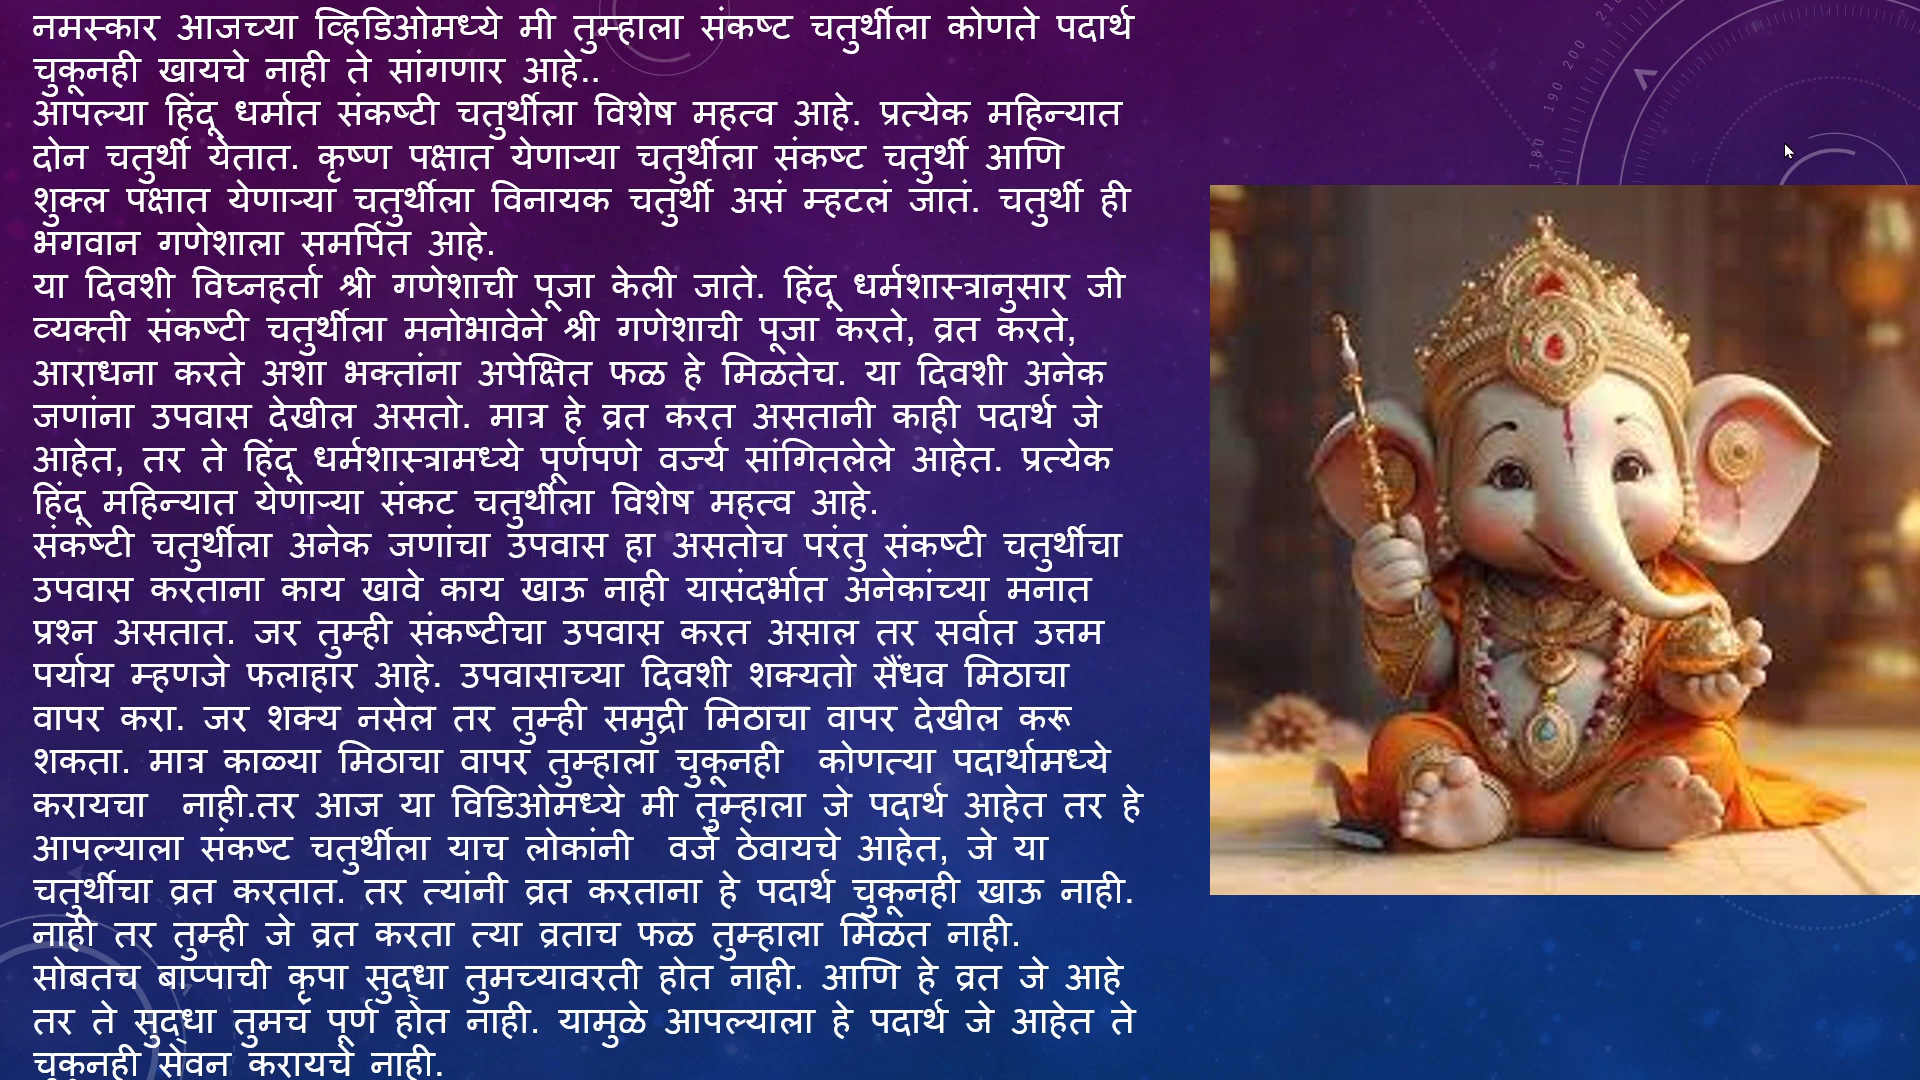 नमस्कार आजच्या व्हिडिओमध्ये मी तुम्हाला संकष्ट चतुर्थीला कोणते पदार्थ
चुकूनही खायचे नाही ते सांगणार आहे..
आपल्या हिंदू धर्मात संकष्टी चतुर्थीला विशेष महत्व आहे. प्रत्येक महिन्यात
दोन चतुर्थी येतात. कृष्ण पक्षात येणाऱ्या चतुर्थीला संकष्ट चतुर्थी आणि
शुक्ल पक्षात येणाऱ्या चतुर्थीला विनायक चतुर्थी असं म्हटलं जातं. चतुर्थी ही
भगवान गणेशाला समर्पित आहे.
या दिवशी विघ्नहर्ता श्री गणेशाची पूजा केली जाते. हिंदू धर्मशास्त्रानुसार जी
व्यक्ती संकष्टी चतुर्थीला मनोभावेने श्री गणेशाची पूजा करते, व्रत करते,
आराधना करते अशा भक्तांना अपेक्षित फळ हे मिळतेच. या दिवशी अनेक
जणांना उपवास देखील असतो. मात्र हे व्रत करत असतानी काही पदार्थ जे
आहेत, तर ते हिंदू धर्मशास्त्रामध्ये पूर्णपणे वर्ज्य सांगितलेले आहेत. प्रत्येक
हिंदू महिन्यात येणाऱ्या संकट चतुर्थीला विशेष महत्व आहे.
संकष्टी चतुर्थीला अनेक जणांचा उपवास हा असतोच परंतु संकष्टी चतुर्थीचा
उपवास करताना काय खावे काय खाऊ नाही यासंदर्भात अनेकांच्या मनात
प्रश्न असतात. जर तुम्ही संकष्टीचा उपवास करत असाल तर सर्वात उत्तम
पर्याय म्हणजे फलाहार आहे. उपवासाच्या दिवशी शक्यतो सैंधव मिठाचा
वापर करा. जर शक्य नसेल तर तुम्ही समुद्री मिठाचा वापर देखील करू
शकता. मात्र काळ्या मिठाचा वापर तुम्हाला चुकूनही कोणत्या पदार्थामध्ये
करायचा नाही.तर आज या विडिओमध्ये मी तुम्हाला जे पदार्थ आहेत तर हे
आपल्याला संकष्ट चतुर्थीला याच लोकांनी वर्जे ठेवायचे आहेत, जे या
चतुर्थीचा व्रत करतात. तर त्यांनी व्रत करताना हे पदार्थ चुकूनही खाऊ नाही.
नाही तर तुम्ही जे व्रत करता त्या व्रताच फळ तुम्हाला मिळत नाही.
सोबतच बाप्पाची कृपा सुद्धा तुमच्यावरती होत नाही. आणि हे व्रत जे आहे
तर ते सुद्धा तुमचं पूर्ण होत नाही. यामुळे आपल्याला हे पदार्थ जे आहेत ते
चुकुनही सेवन करायचे नाही.
180 190 200 210